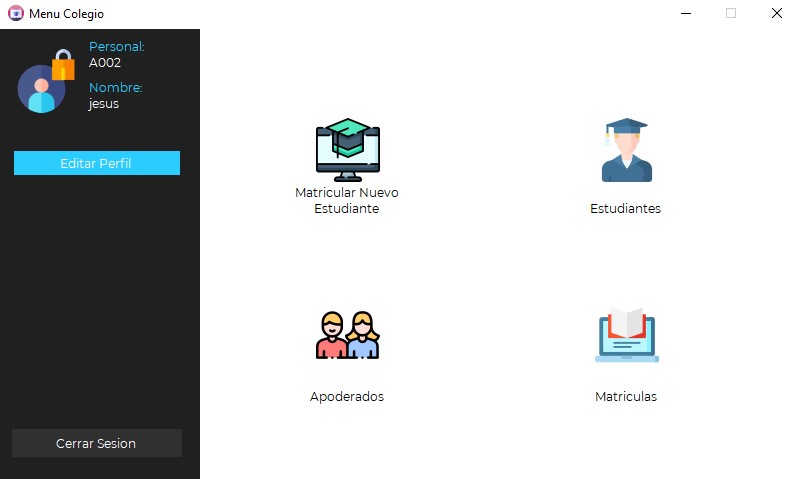 Menu Colegio
Personal:
A002
Nombre:
jesus
Editar Perfil
Matricular Nuevo
Estudiante
Estudiantes
Apoderados
Matriculas
Cerrar Sesion